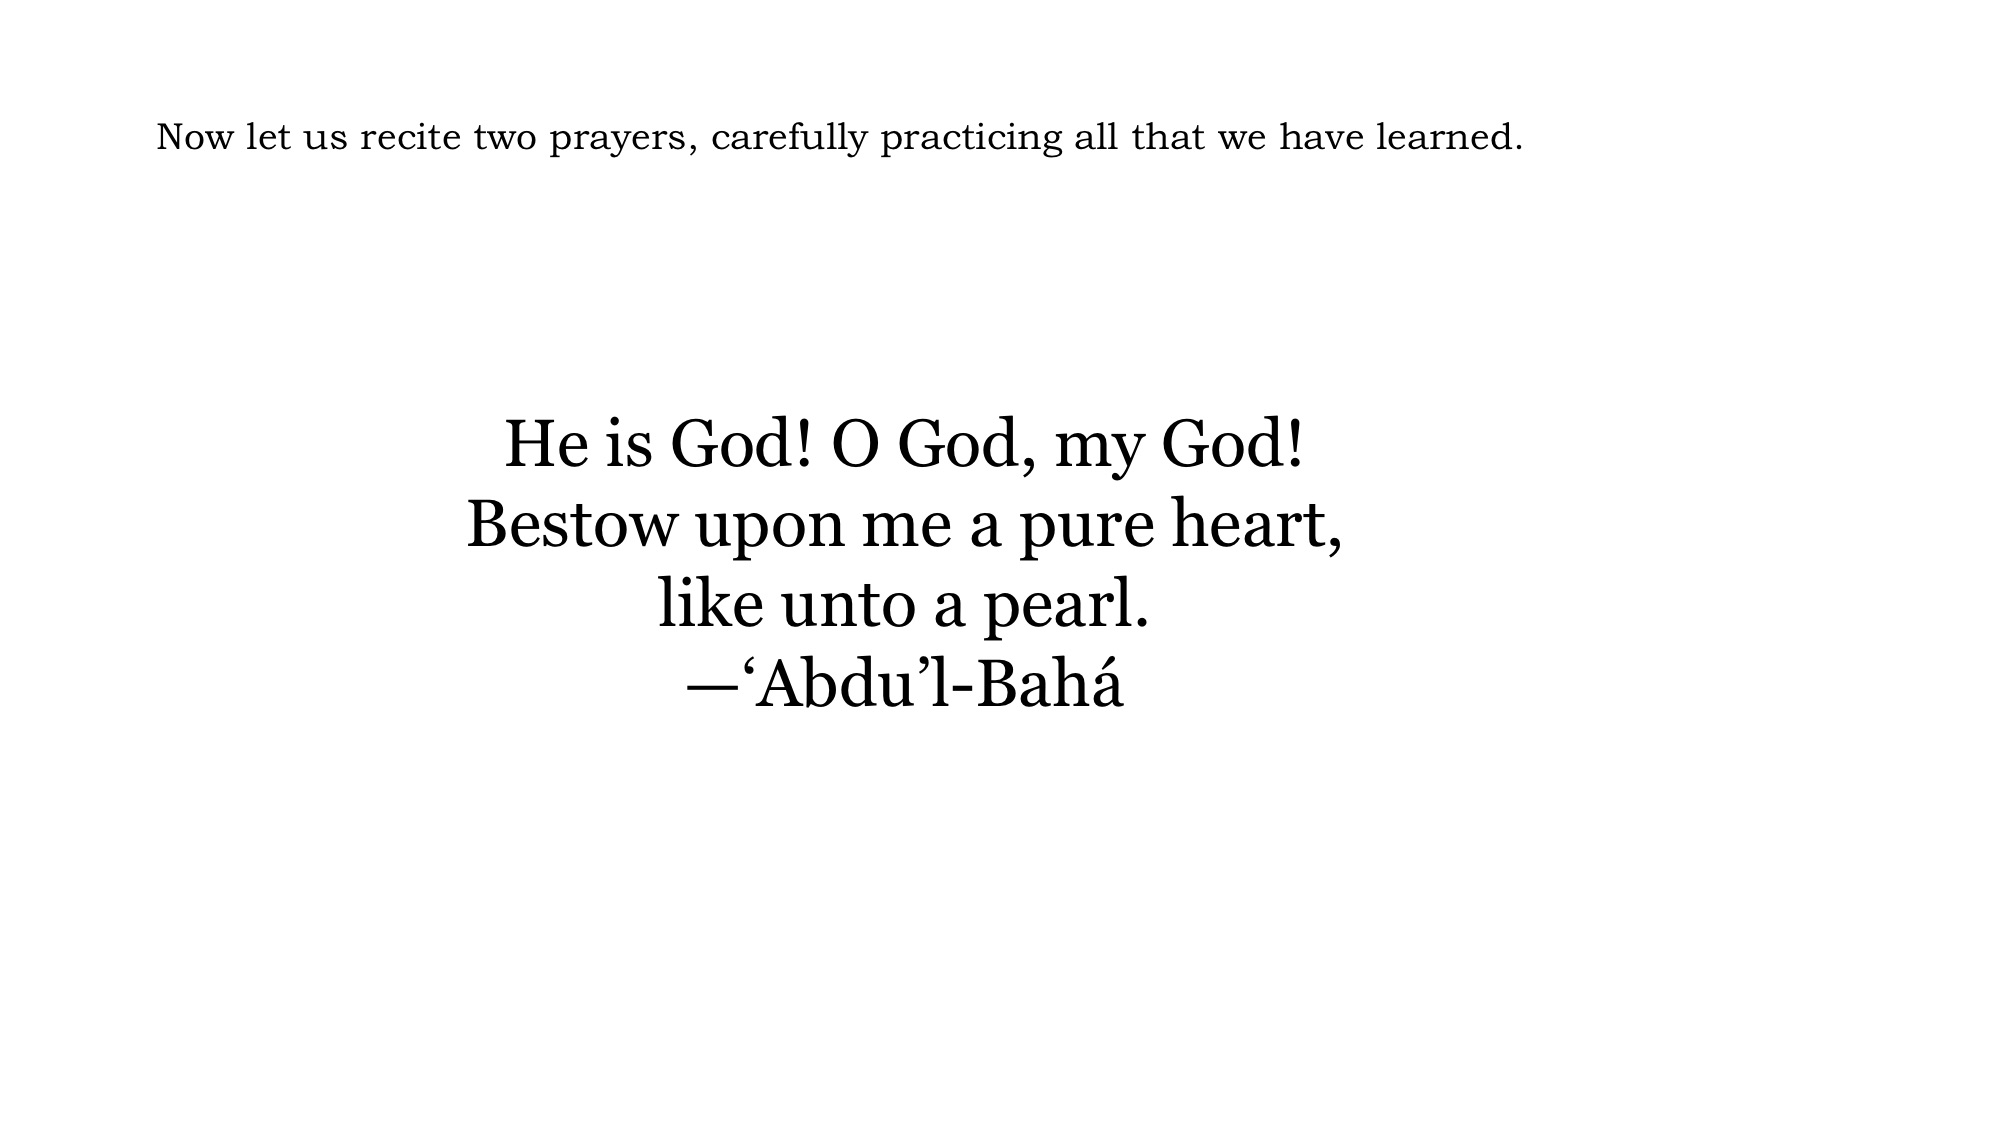 Now let us recite two prayers, carefully practicing all that we have learned.
He is God! O God, my God!
Bestow upon me a pure heart,
like unto a pearl.
—‘Abdu’l-Bahá